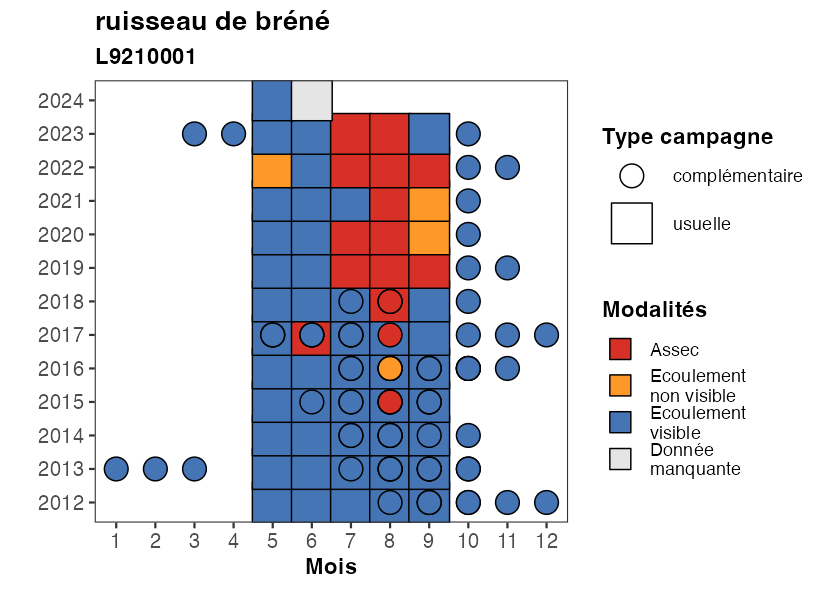 ruisseau de bréné
L9210001
2024
2023
2022
2021
2020
2019
2018
2017
2016
2015
2014
2013
2012
1 2 3 4 5 6 7 8 9 10 11 12
Mois
Type campagne
complémentaire
usuelle
Modalités
Assec
Ecoulement
non visible
Ecoulement
visible
Donnée
manquante